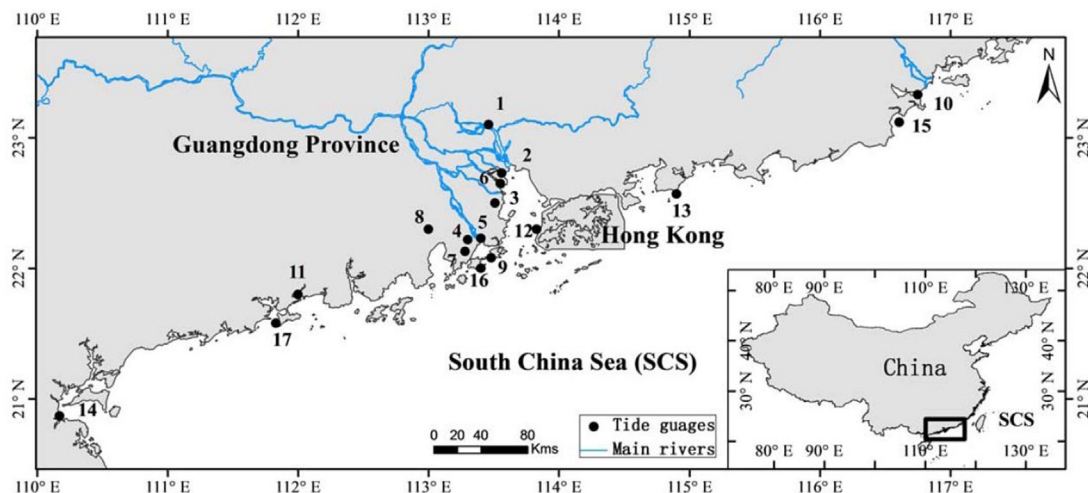 110° E 111° E 112° E 113° E 114° E 115° E 116° E 117° E
N
1
10
15
23° N
23° N
Guangdong Province
2
6
3
13
8
4
5
12
Hong Kong
7
9
16
22° N
22° N
11
17
80° E 90° E 110° E 130° E
South China Sea (SCS)
40° N
40° N
China
21° N
21° N
14
Tide guages
Main rivers
30° N
30° N
SCS
0 20 40 80
Kms
80° E 90° E 110° E 130° E
110° E 111° E 112° E 113° E 114° E 115° E 116° E 117° E